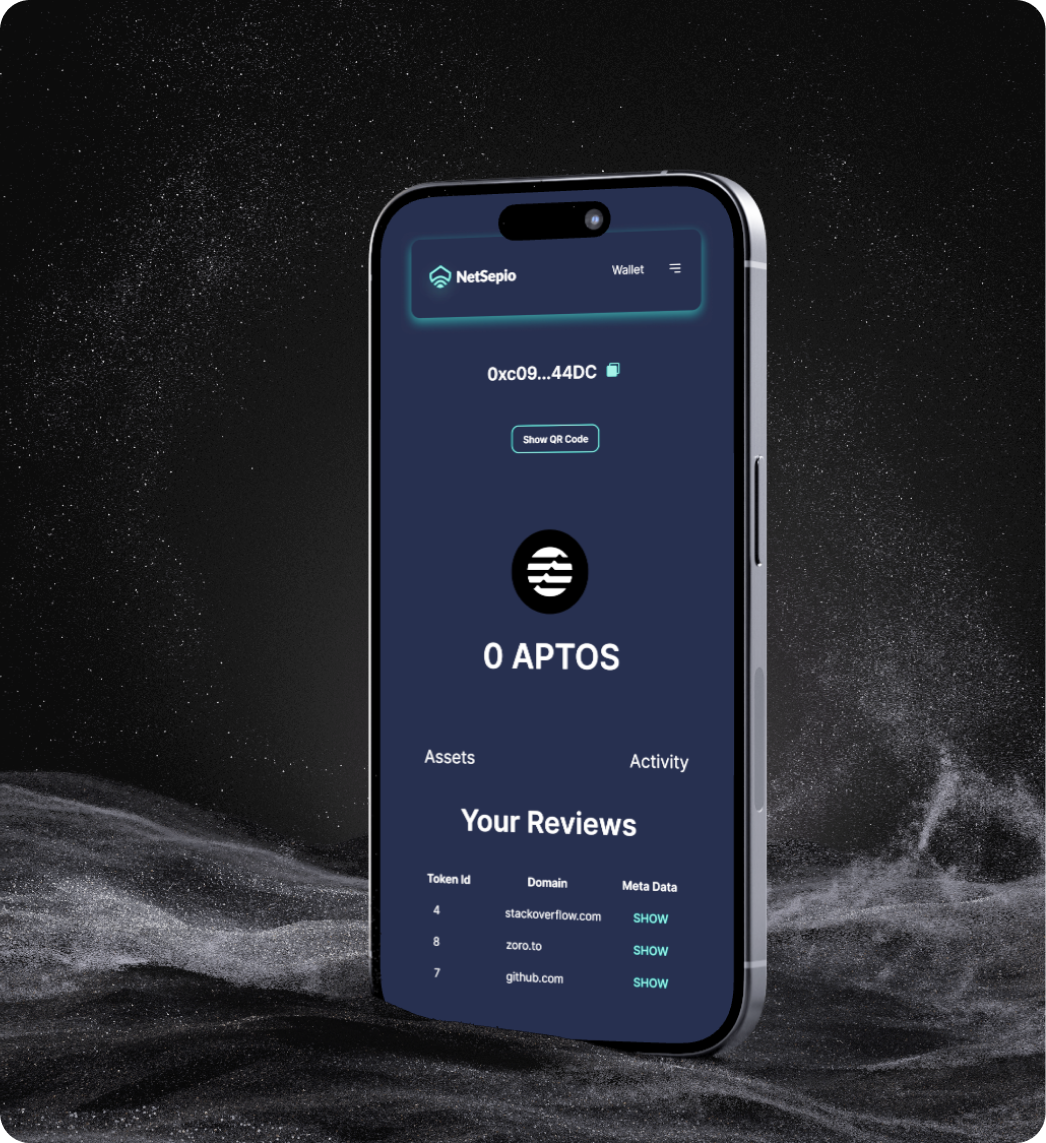 NetSepio
Wallet
0xc09...44DC
Show QR Code
0 APTOS
Assets Activity
Your Reviews
Token Id Domain Meta Data
4 stackoverflow.com SHOW
8 zoro.to SHOW
7 github.com SHOW